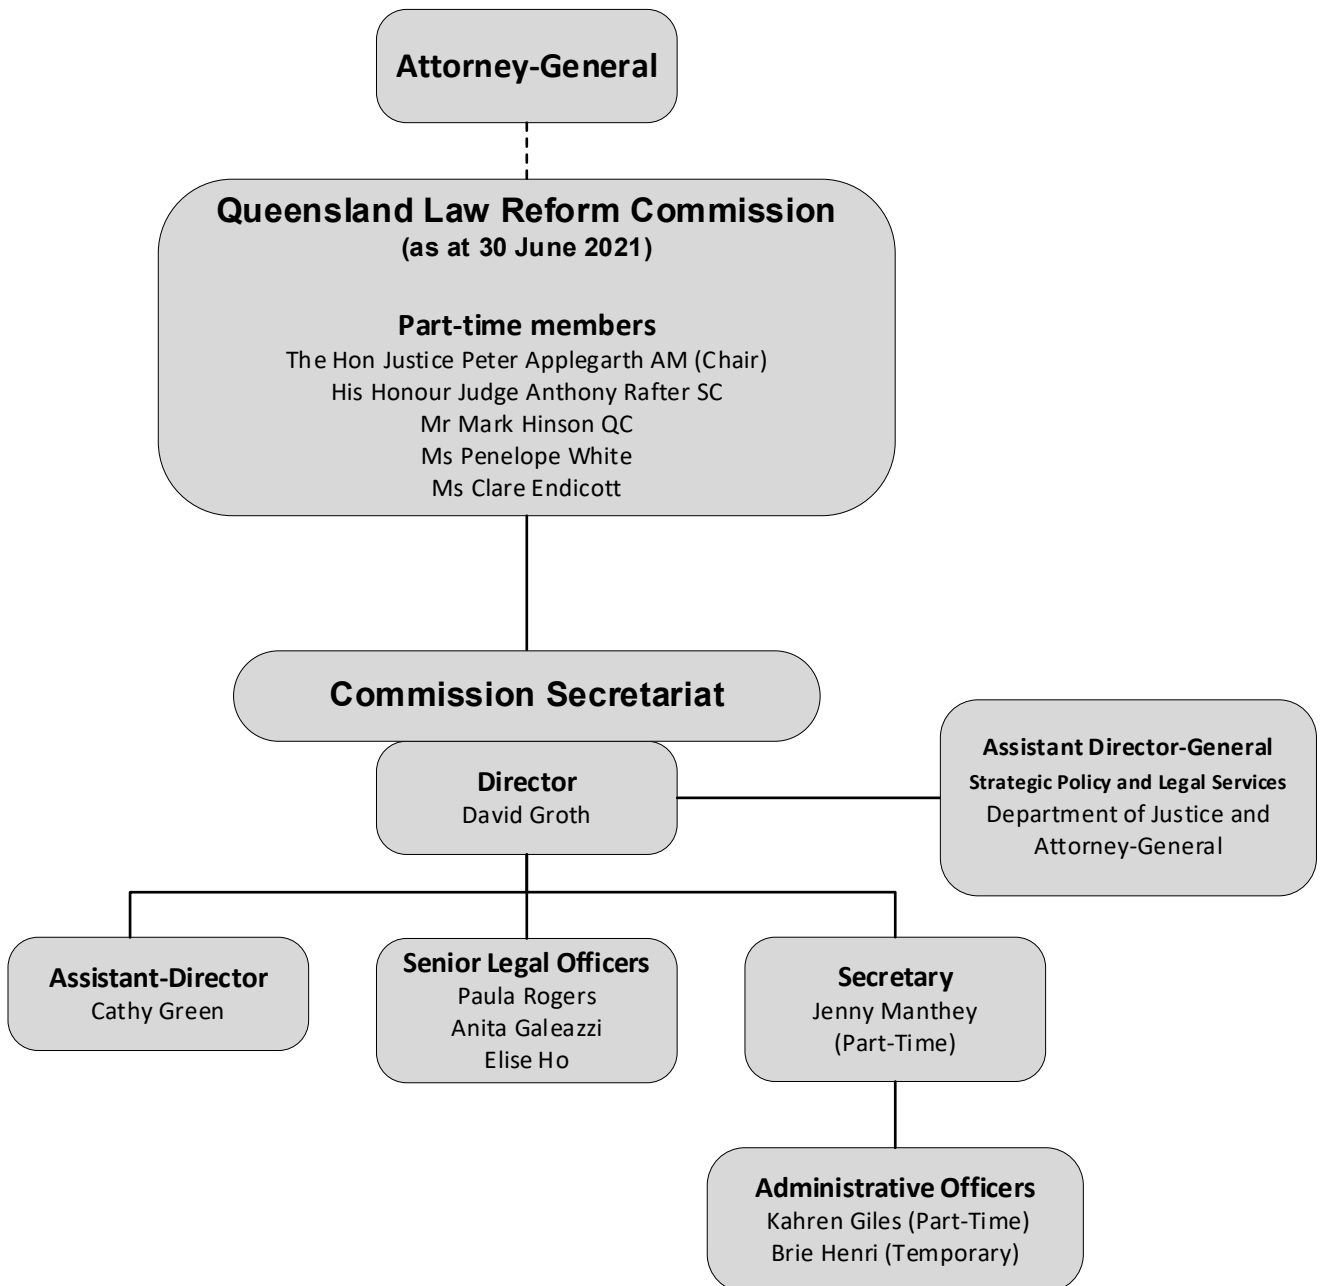 Attorney-General
Queensland Law Reform Commission
(as at 30 June 2021)
Part-time members
The Hon Justice Peter Applegarth AM (Chair)
His Honour Judge Anthony Rafter SC
Mr Mark Hinson QC
Ms Penelope White
Ms Clare Endicott
Commission Secretariat
Director
David Groth
Assistant Director-General
Strategic Policy and Legal Services
Department of Justice and
Attorney-General
Assistant-Director
Cathy Green
Senior Legal Officers
Paula Rogers
Anita Galeazzi
Elise Ho
Secretary
Jenny Manthey
(Part-Time)
Administrative Officers
Kahren Giles (Part-Time)
Brie Henri (Temporary)